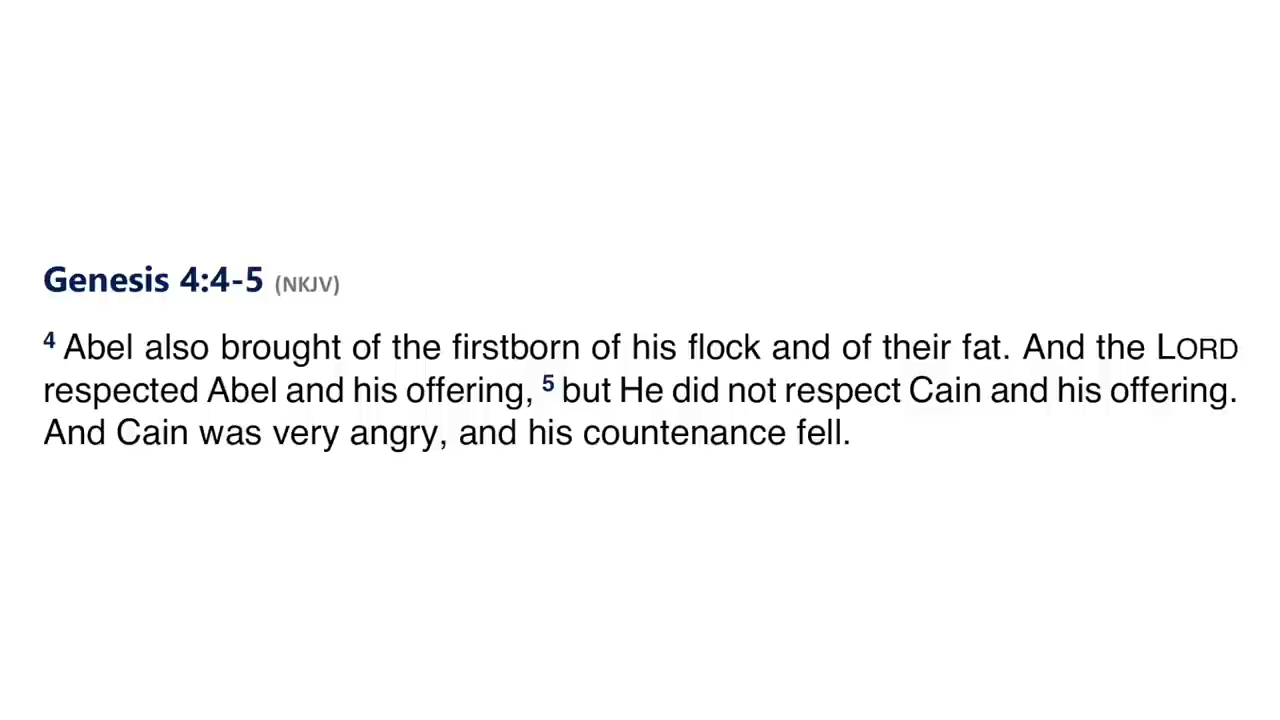 Genesis 4:4-5 (NKJV)
4 Abel also brought of the firstborn of his flock and of their fat. And the LORD
respected Abel and his offering, 5 but He did not respect Cain and his offering.
And Cain was very angry, and his countenance fell.